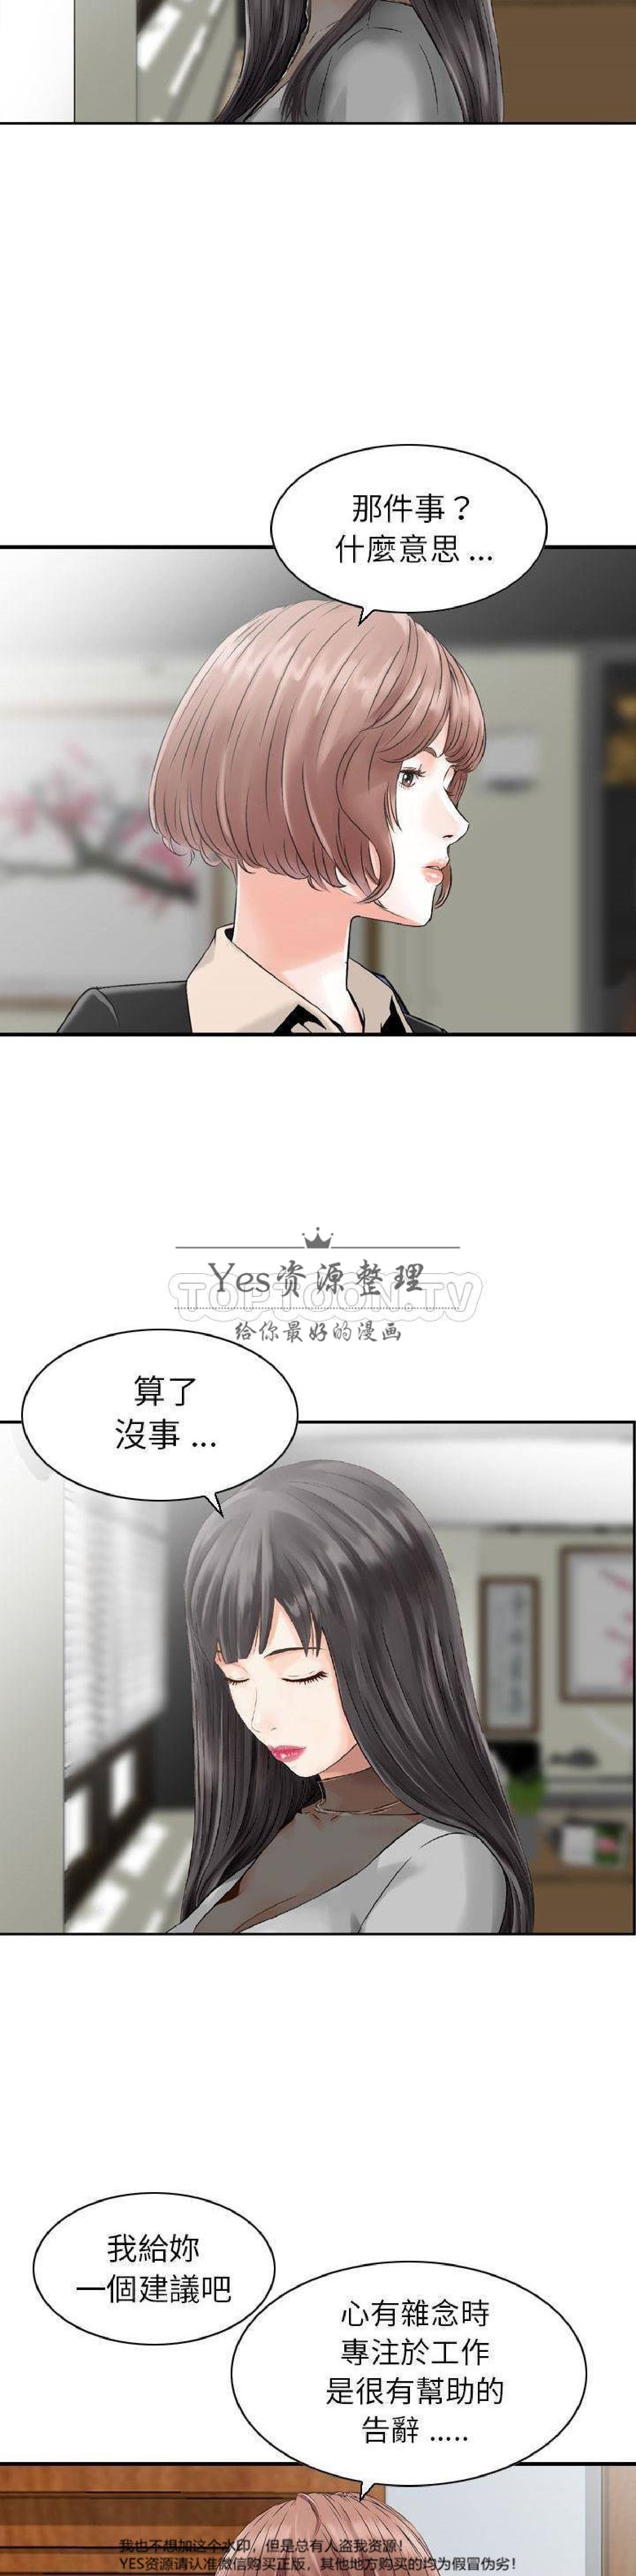 那件事？
什麼意思...
Yes资源整理
TOPTOON.TV
给你最好的漫画
算了
沒事...
我給妳
一個建議吧
心有雜念時
專注於工作
是很有幫助的
告辭.....
我也不想加这个水印，但是总有人盗我资源！
YES资源请认准微信购买正版，其他地方购买的均为假冒伪劣！